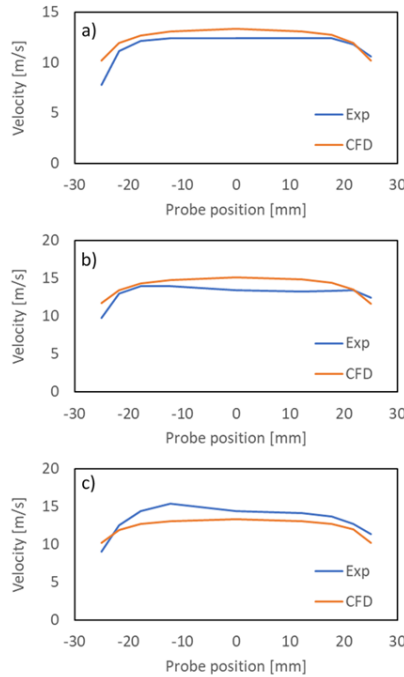 15
a)
10
5
0
Velocity [m/s]
Exp
CFD
-30 -20 -10 0 10 20 30
Probe position [mm]
20
b)
15
10
5
0
Velocity [m/s]
Exp
CFD
-30 -20 -10 0 10 20 30
Probe position [mm]
20
c)
15
10
5
0
Velocity [m/s]
Exp
CFD
-30 -20 -10 0 10 20 30
Probe position [mm]